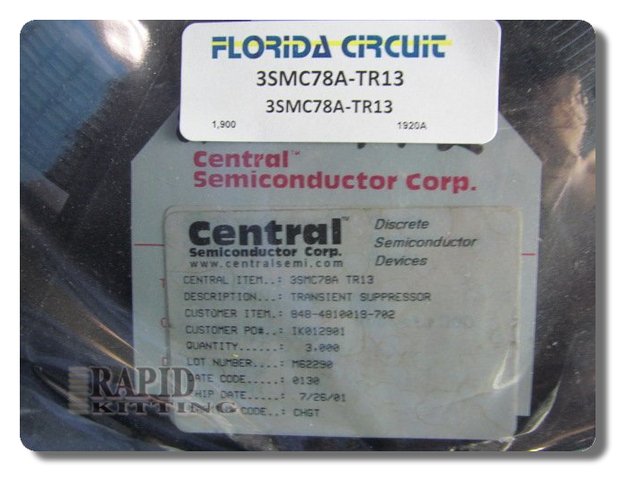 FLORIDA CIRCUIT
3SMC78A-TR13
3SMC78A-TR13
1,900 1920A
Central™
Semiconductor Corp.
Central™
Semiconductor Corp.
www.centralsemi.com
Discrete
Semiconductor
Devices
CENTRAL ITEM..: 3SMC78A TR13
DESCRIPTION...: TRANSIENT SUPPRESSOR
CUSTOMER ITEM.: 848-4810019-702
CUSTOMER PO#..: IK012901
QUANTITY......: 3,000
LOT NUMBER....: M62290
DATE CODE.....: 0130
SHIP DATE.....: 7/26/01
CODE..: CHGT
RAPID
KITTING